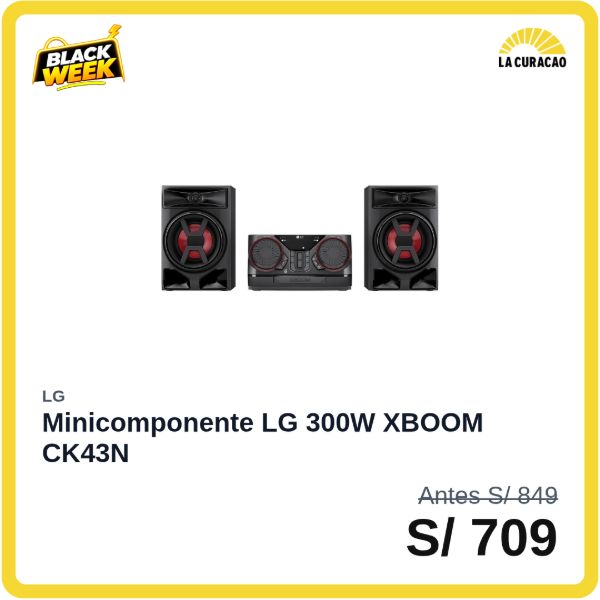 BLACK
WEEK
LA CURACAO
LG
Minicomponente LG 300W XBOOM
CK43N
Antes S/ 849
S/ 709